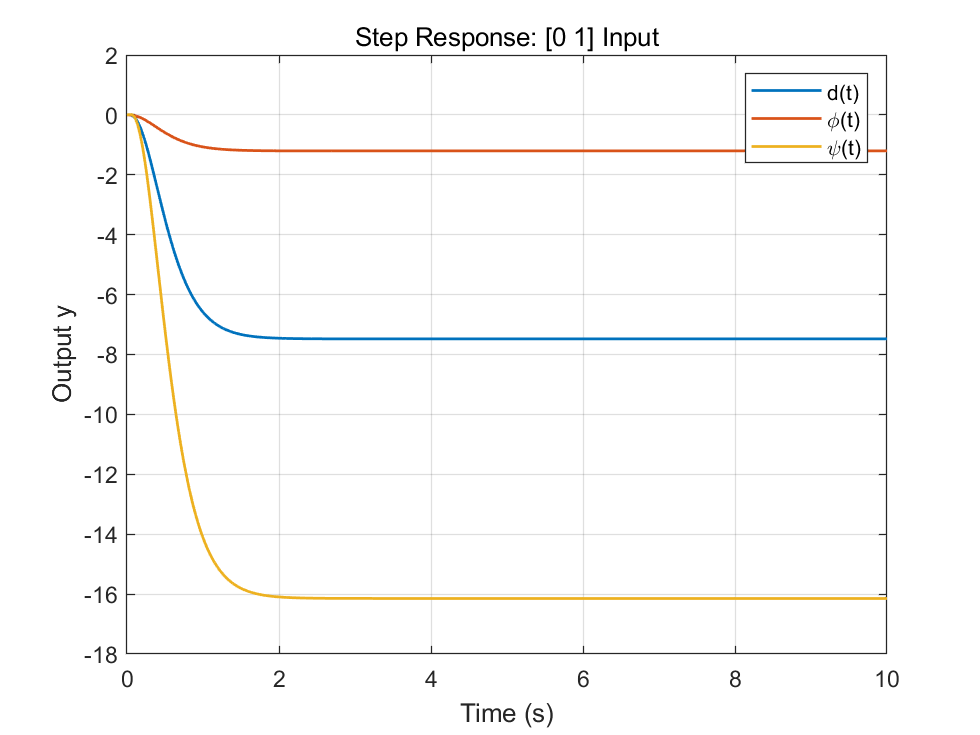 Step Response: [0 1] Input
d(t)
ϕ(t)
ψ(t)
Output y
2
0
-2
-4
-6
-8
-10
-12
-14
-16
-18
0 2 4 6 8 10
Time (s)